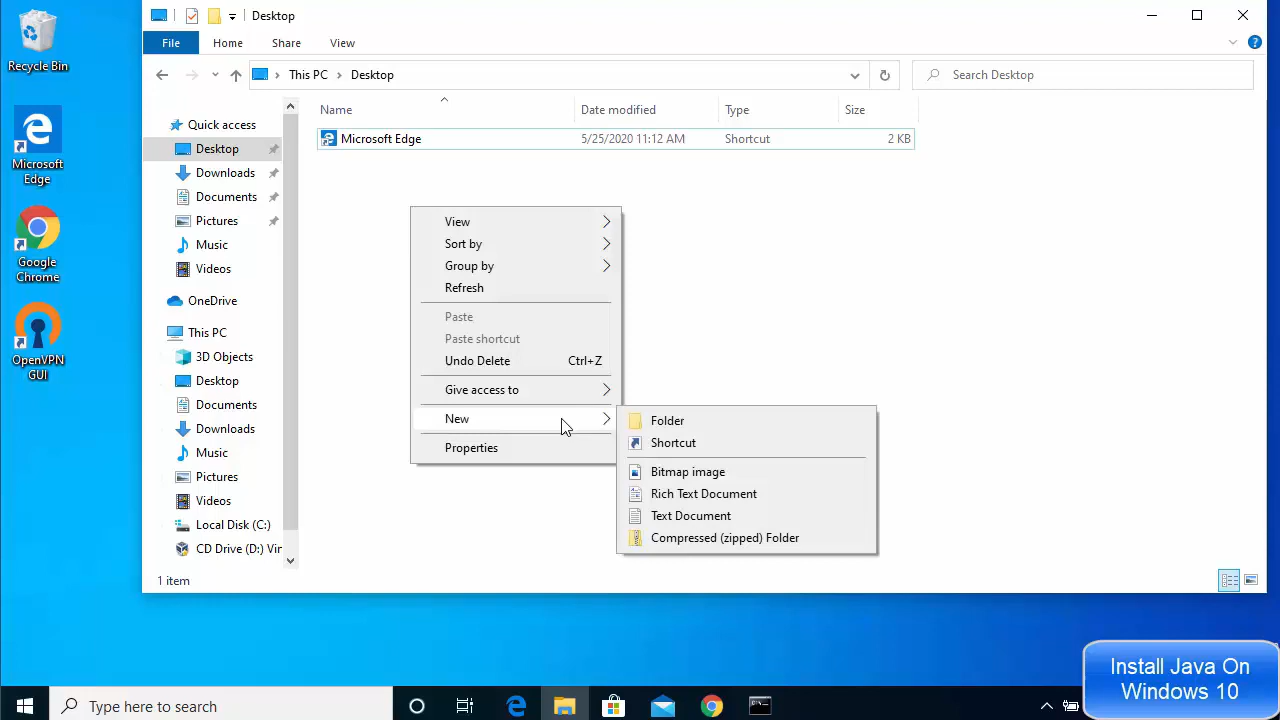 Recycle Bin
Microsoft
Edge
Google
Chrome
OpenVPN
GUI
Desktop
File
Home
Share
View
This PC
Desktop
Search Desktop
Name
Date modified
Type
Size
Microsoft Edge
5/25/2020 11:12 AM
Shortcut
2 KB
Quick access
Desktop
Downloads
Documents
Pictures
Music
Videos
OneDrive
This PC
3D Objects
Desktop
Documents
Downloads
Music
Pictures
Videos
Local Disk (C:)
CD Drive (D:) Vir
View
Sort by
Group by
Refresh
Paste
Paste shortcut
Undo Delete Ctrl+Z
Give access to
New
Properties
Folder
Shortcut
Bitmap image
Rich Text Document
Text Document
Compressed (zipped) Folder
1 item
Install Java On
Windows 10
Type here to search